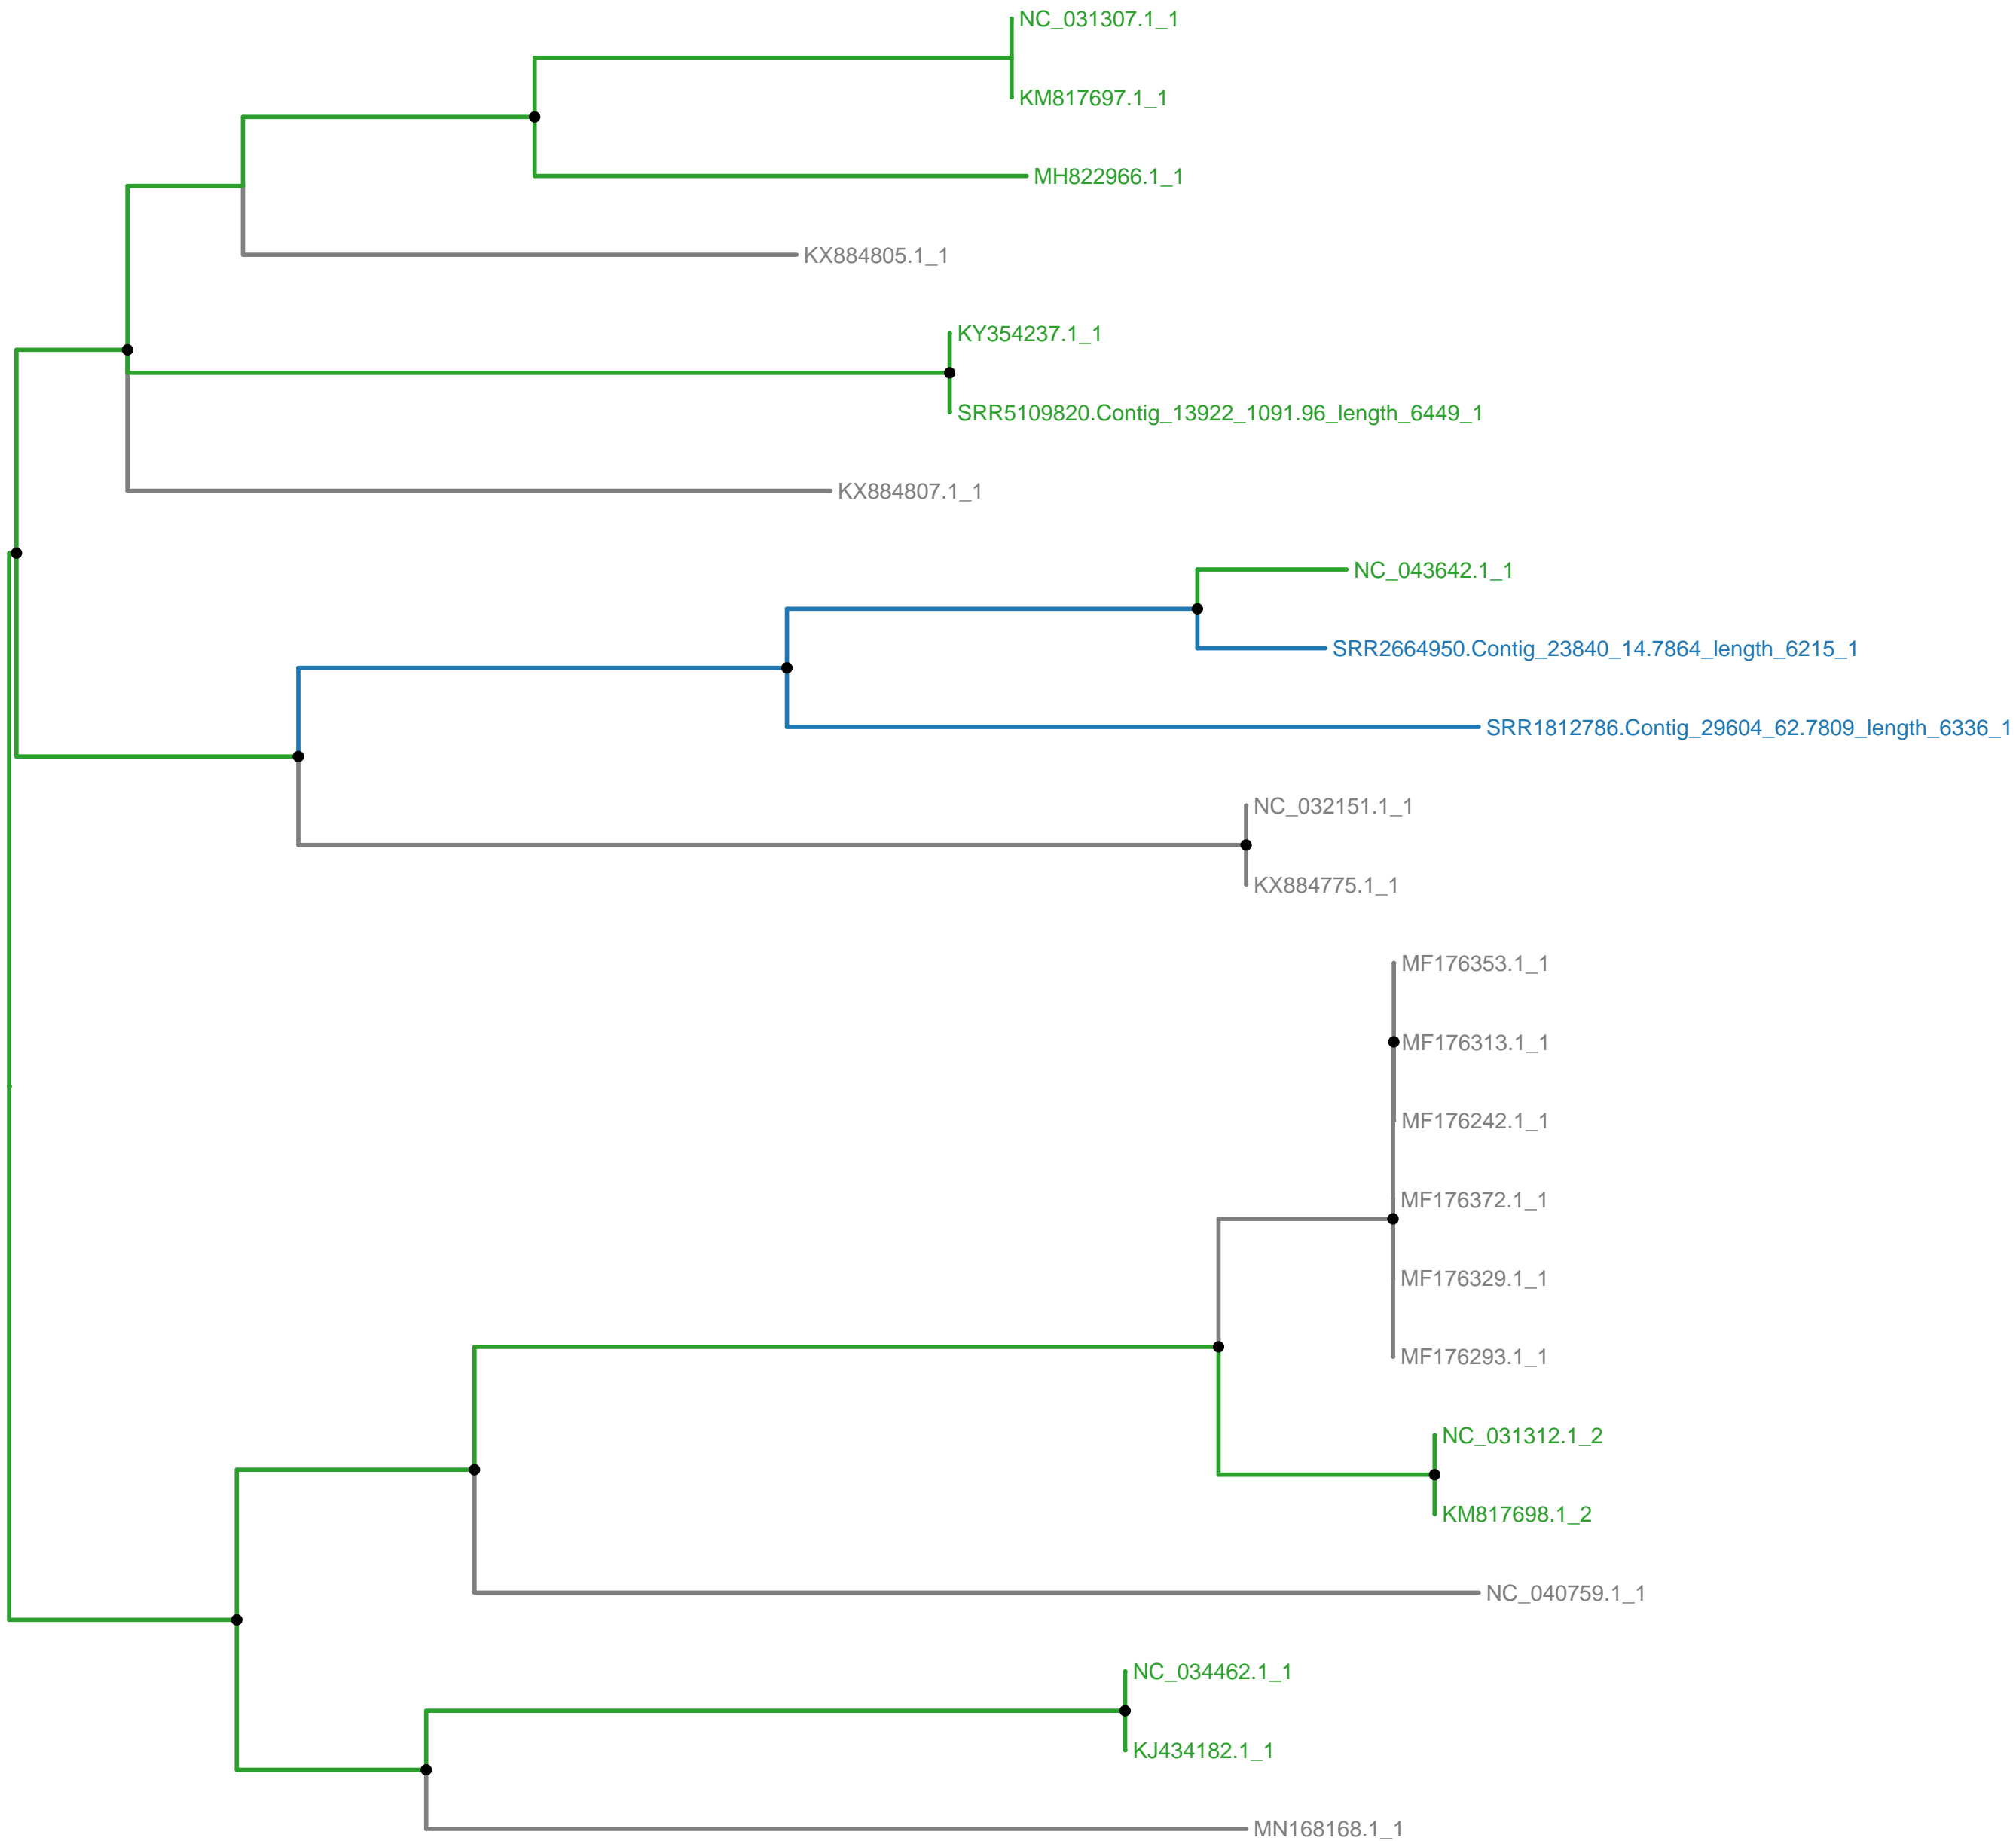 NC_031307.1_1
KM817697.1_1
MH822966.1_1
KX884805.1_1
KY354237.1_1
SRR5109820.Contig_13922_1091.96_length_6449_1
KX884807.1_1
NC_043642.1_1
SRR2664950.Contig_23840_14.7864_length_6215_1
SRR1812786.Contig_29604_62.7809_length_6336_1
NC_032151.1_1
KX884775.1_1
MF176353.1_1
MF176313.1_1
MF176242.1_1
MF176372.1_1
MF176329.1_1
MF176293.1_1
NC_031312.1_2
KM817698.1_2
NC_040759.1_1
NC_034462.1_1
KJ434182.1_1
MN168168.1_1